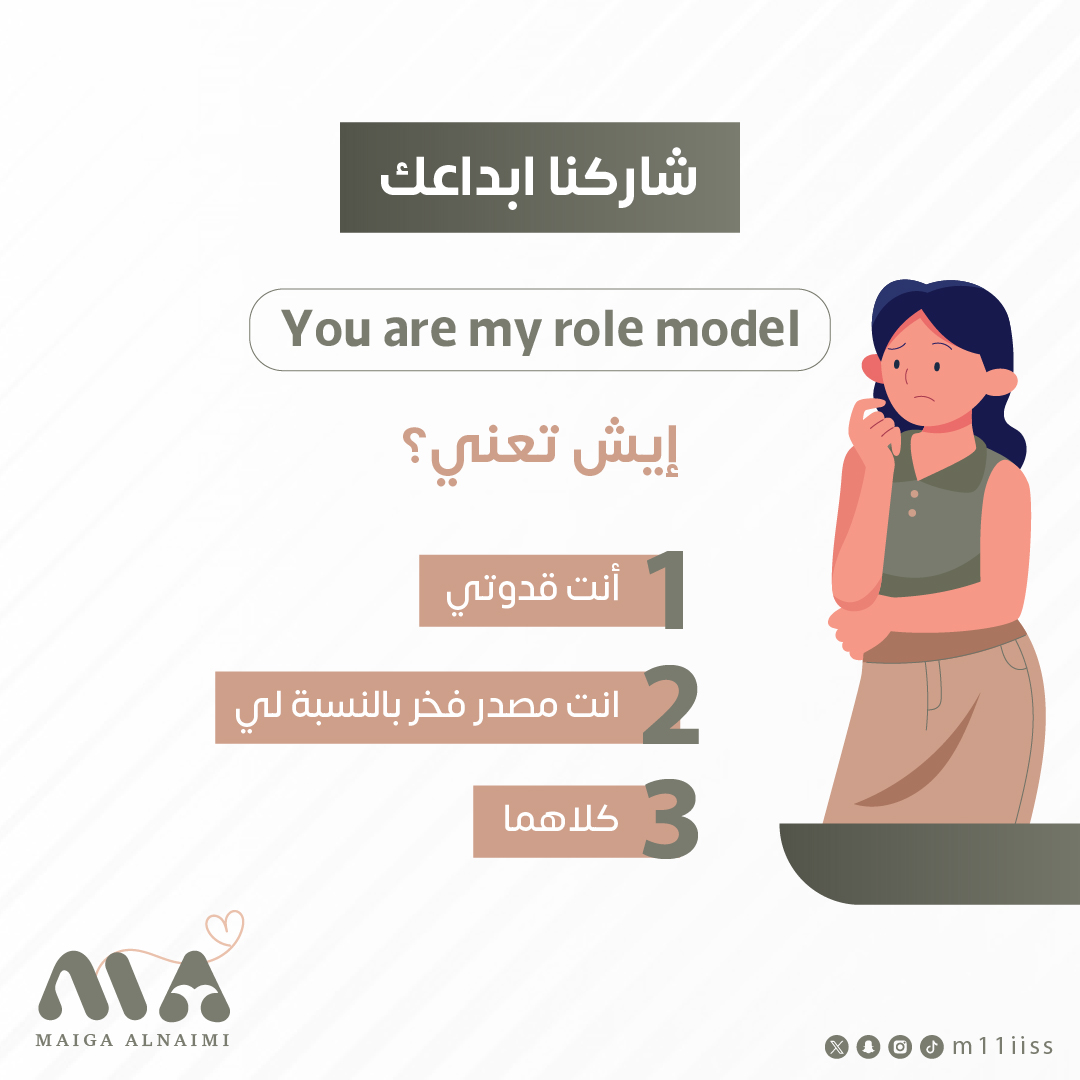 شاركنا ابداعك
You are my role model
إيش تعني؟
1 أنت قدوتي
2 انت مصدر فخر بالنسبة لي
3 كلاهما
MA
MAIGA ALNAIMI
m11iiss